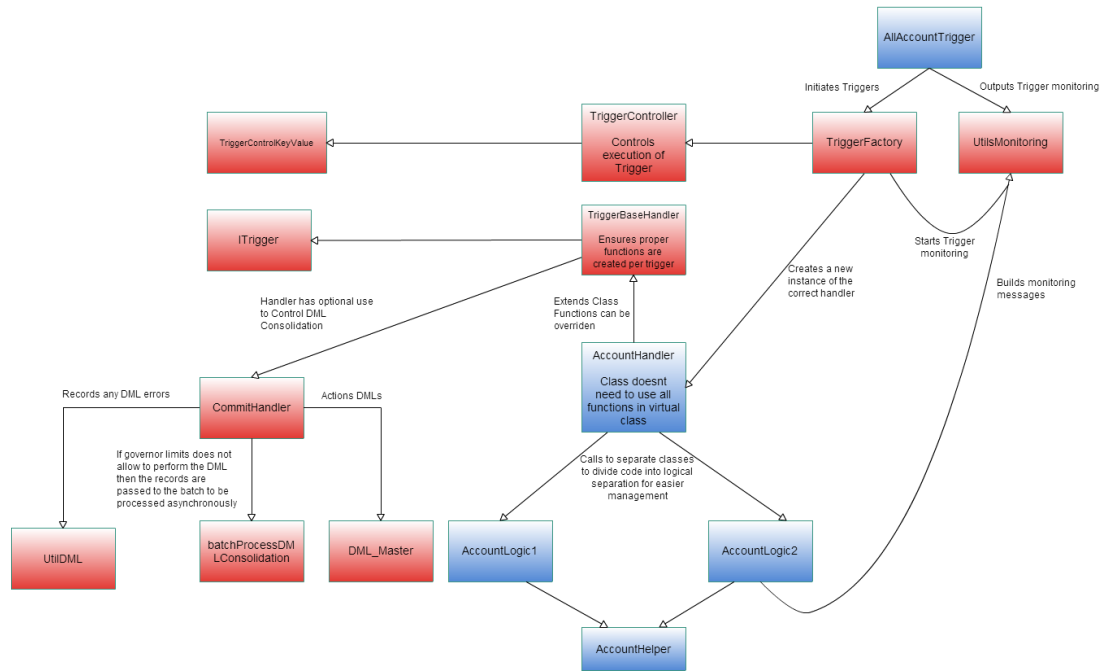 AllAccountTrigger
Initiates Triggers
Outputs Trigger monitoring
TriggerControlKeyValue
TriggerController
Controls
execution of
Trigger
TriggerFactory
UtilsMonitoring
ITrigger
TriggerBaseHandler
Ensures proper
functions are
created per trigger
Starts Trigger
monitoring
Creates a new
instance of the
correct handler
Builds monitoring
messages
Handler has optional use
to Control DML
Consolidation
Extends Class
Functions can be
overriden
AccountHandler
Class doesnt
need to use all
functions in virtual
class
Records any DML errors
CommitHandler
Actions DMLs
If governor limits does not
allow to perform the DML
then the records are
passed to the batch to be
processed asynchronously
Calls to separate classes
to divide code into logical
separation for easier
management
UtilDML
batchProcessDM
LConsolidation
DML_Master
AccountLogic1
AccountLogic2
AccountHelper